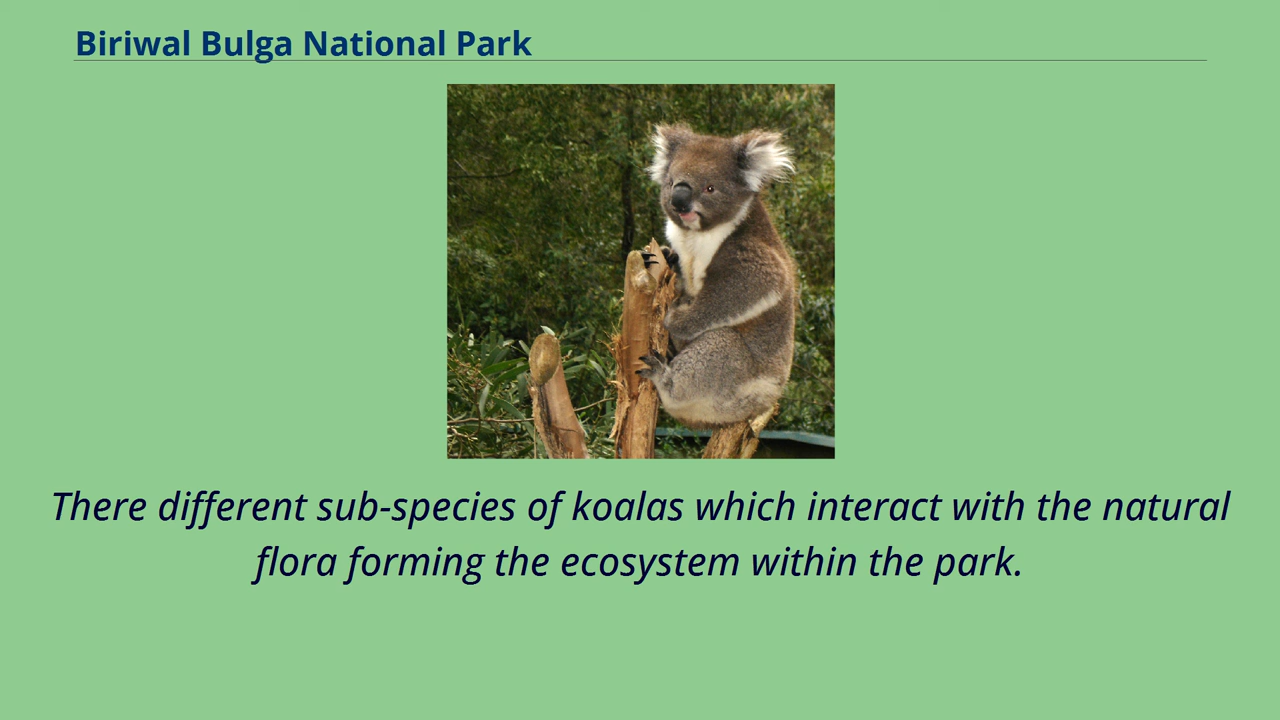 Biriwal Bulga National Park
There different sub-species of koalas which interact with the natural
flora forming the ecosystem within the park.